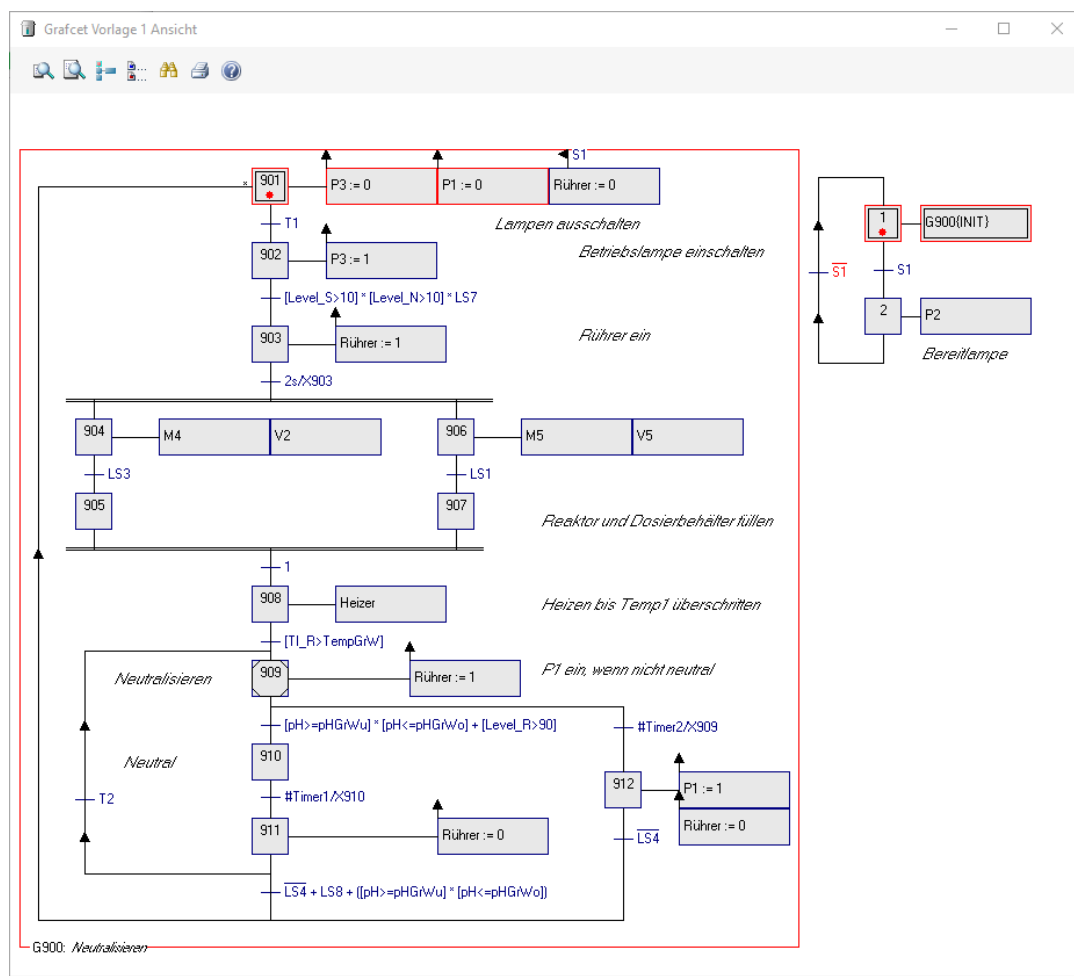 Grafcet Vorlage 1 Ansicht
S1
901
P3 := 0
P1 := 0
Rührer := 0
T1
Lampen ausschalten
902
P3 := 1
Betriebslampe einschalten
[Level_S>10] * [Level_N>10] * LS7
903
Rührer := 1
Rührer ein
2s/X903
904
M4
V2
906
M5
V5
LS3
LS1
905
907
Reaktor und Dosierbehälter füllen
1
908
Heizer
Heizen bis Temp1 überschritten
[TI_R>TempGrW]
Neutralisieren
909
Rührer := 1
P1 ein, wenn nicht neutral
[pH>=pHGrWu] * [pH<=pHGrWo] + [Level_R>90]
#Timer2/X909
Neutral
910
912
P1 := 1
Rührer := 0
T2
#Timer1/X910
911
Rührer := 0
L̅S̅4̅
L̅S̅4̅ + LS8 + ([pH>=pHGrWu] * [pH<=pHGrWo])
G900: Neutralisieren
1
G900{INIT}
S̅1̅
S1
2
P2
Bereitlampe